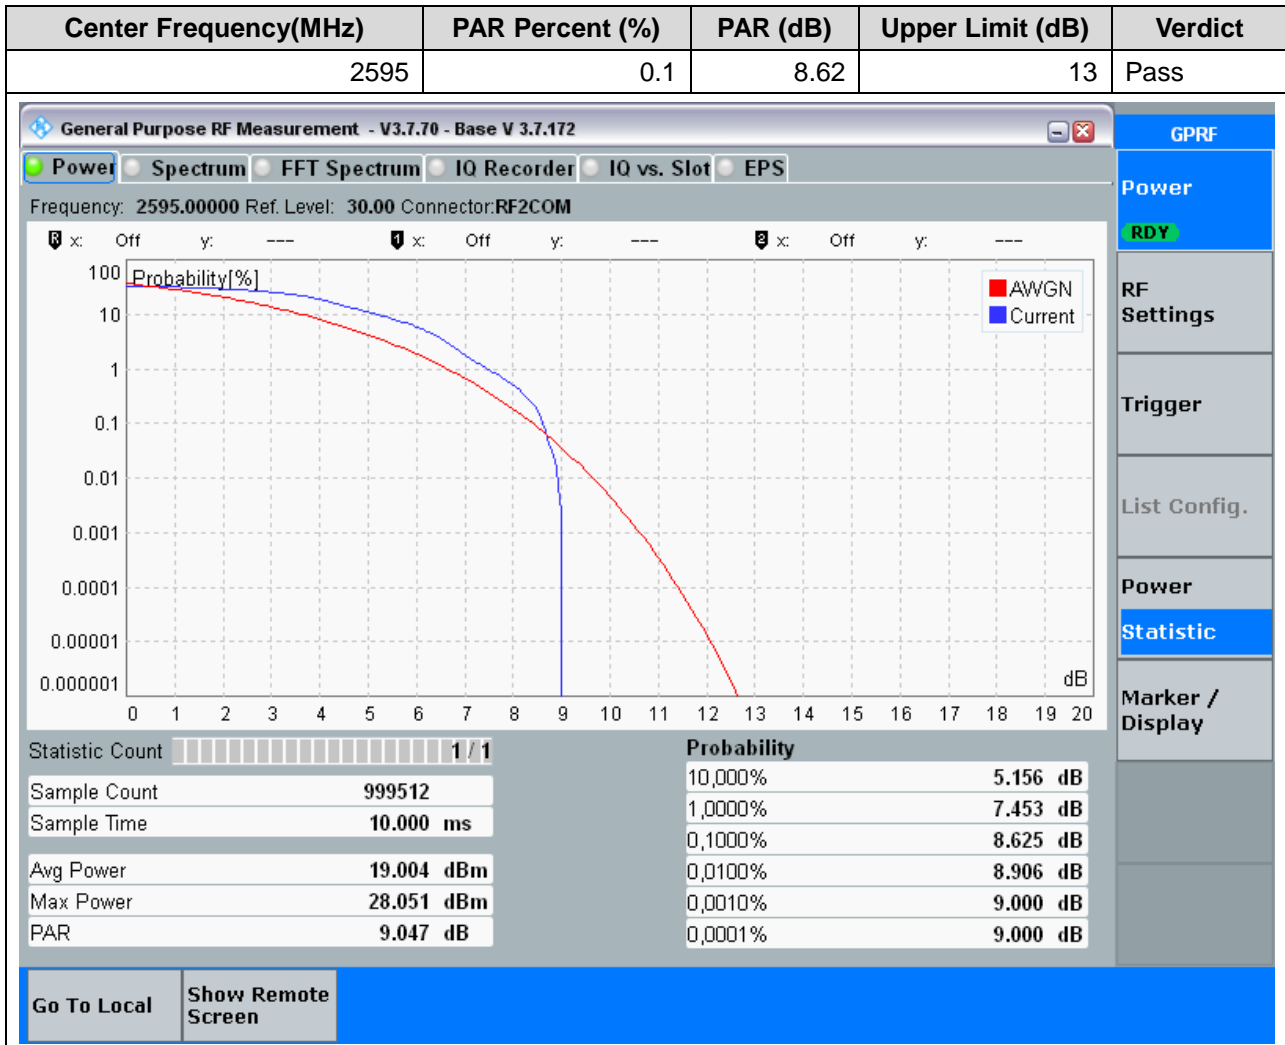 Center Frequency(MHz) PAR Percent (%) PAR (dB) Upper Limit (dB) Verdict
2595 0.1 8.62 13 Pass
General Purpose RF Measurement - V3.7.70 - Base V 3.7.172
GPRF
Power Spectrum FFT Spectrum IQ Recorder IQ vs. Slot EPS
Frequency: 2595.00000 Ref. Level: 30.00 Connector:RF2COM
R x: Off y: --- 1 x: Off y: --- 2 x: Off y: ---
Probability[%]
100
10
1
0.1
0.01
0.001
0.0001
0.00001
0.000001
AWGN
Current
dB
0 1 2 3 4 5 6 7 8 9 10 11 12 13 14 15 16 17 18 19 20
Statistic Count 1 / 1
Sample Count 999512
Sample Time 10.000 ms
Avg Power 19.004 dBm
Max Power 28.051 dBm
PAR 9.047 dB
Probability
10,000% 5.156 dB
1,0000% 7.453 dB
0,1000% 8.625 dB
0,0100% 8.906 dB
0,0010% 9.000 dB
0,0001% 9.000 dB
Power
RDY
RF
Settings
Trigger
List Config.
Power
Statistic
Marker /
Display
Go To Local
Show Remote
Screen